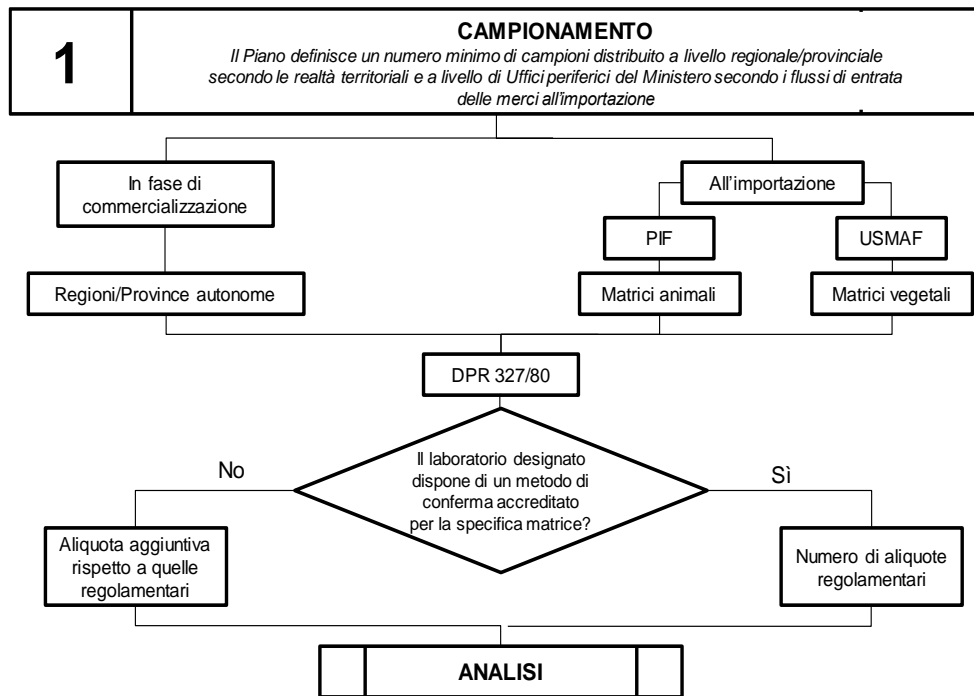 1
CAMPIONAMENTO
Il Piano definisce un numero minimo di campioni distribuito a livello regionale/provinciale
secondo le realtà territoriali e a livello di Uffici periferici del Ministero secondo i flussi di entrata
delle merci all'importazione
In fase di
commercializzazione
All'importazione
PIF
USMAF
Regioni/Province autonome
Matrici animali
Matrici vegetali
DPR 327/80
Il laboratorio designato
dispone di un metodo di
conferma accreditato
per la specifica matrice?
No
Sì
Aliquota aggiuntiva
rispetto a quelle
regolamentari
Numero di aliquote
regolamentari
ANALISI